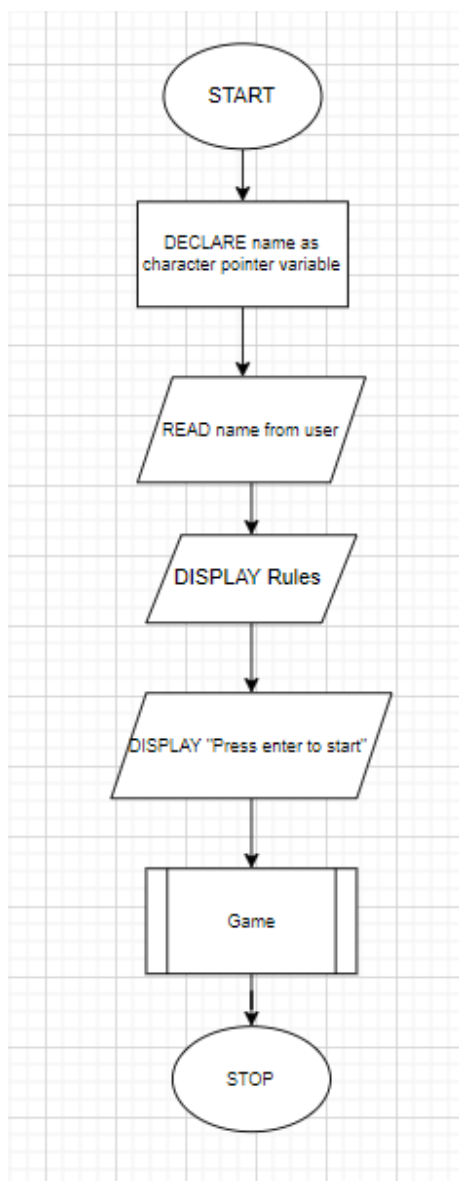 START
DECLARE name as
character pointer variable
READ name from user
DISPLAY Rules
DISPLAY "Press enter to start"
Game
STOP